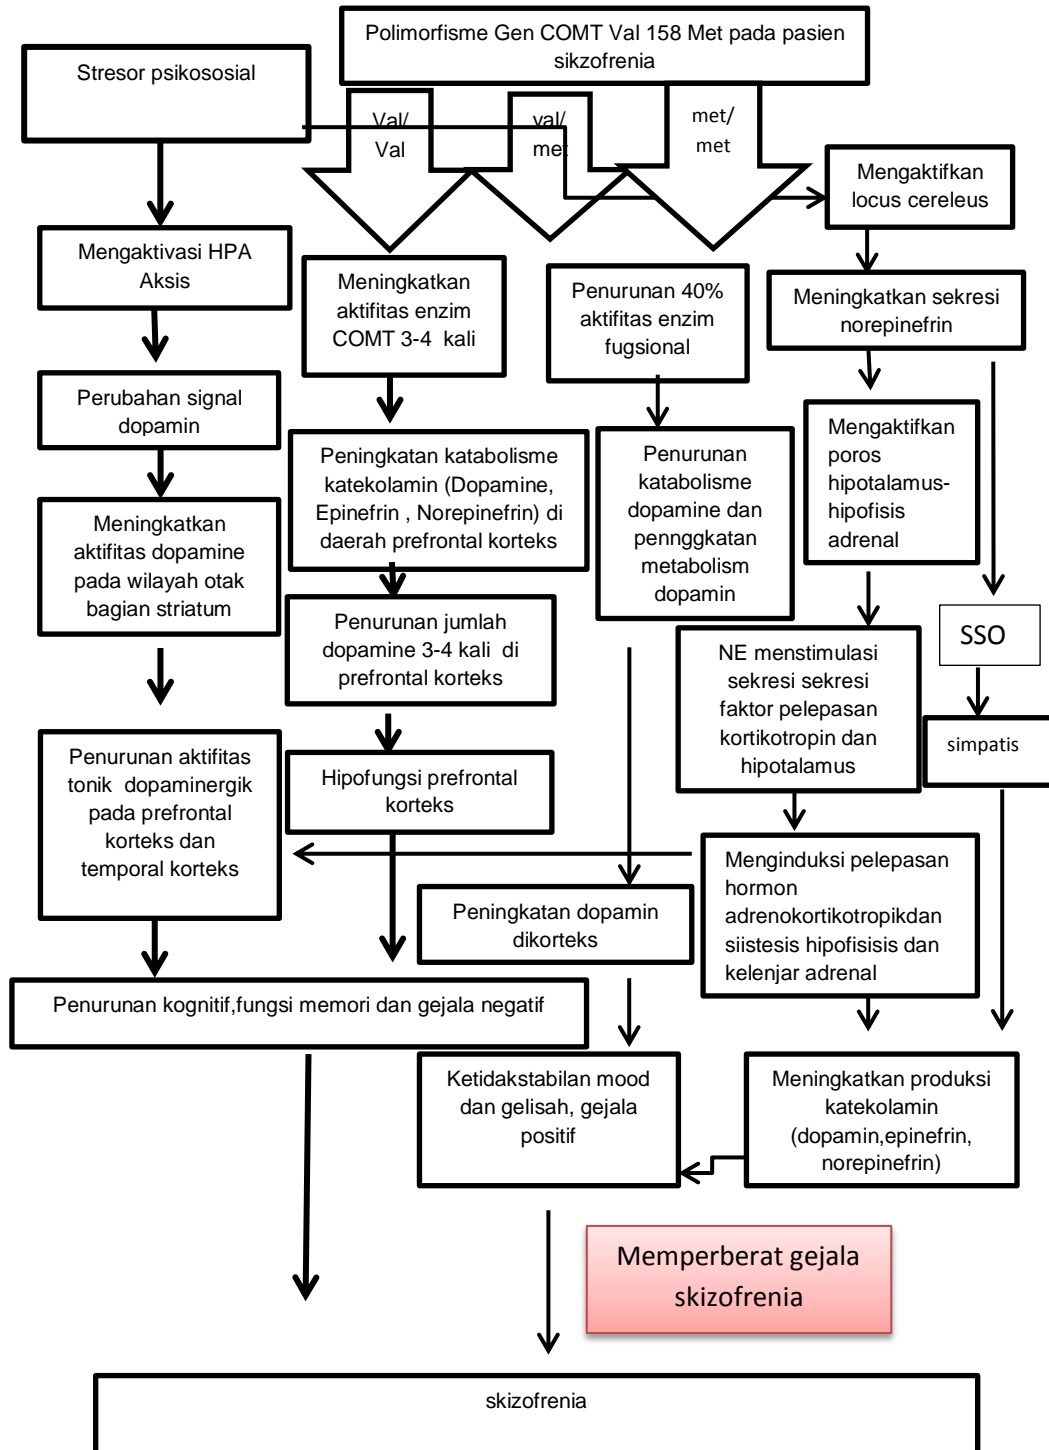 Polimorfisme Gen COMT Val 158 Met pada pasien
sikzofrenia
Stresor psikososial
Val/
Val
val/
met
met/
met
Mengaktifkan
locus cereleus
Mengaktivasi HPA
Aksis
Meningkatkan
aktifitas enzim
COMT 3-4 kali
Penurunan 40%
aktifitas enzim
fugsional
Meningkatkan sekresi
norepinefrin
Perubahan signal
dopamin
Peningkatan katabolisme
katekolamin (Dopamine,
Epinefrin , Norepinefrin) di
daerah prefrontal korteks
Penurunan
katabolisme
dopamine dan
pennggkatan
metabolism
dopamin
Mengaktifkan
poros
hipotalamus-
hipofisis
adrenal
Meningkatkan
aktifitas dopamine
pada wilayah otak
bagian striatum
Penurunan jumlah
dopamine 3-4 kali di
prefrontal korteks
NE menstimulasi
sekresi sekresi
faktor pelepasan
kortikotropin dan
hipotalamus
SSO
simpatis
Penurunan aktifitas
tonik dopaminergik
pada prefrontal
korteks dan
temporal korteks
Hipofungsi prefrontal
korteks
Menginduksi pelepasan
hormon
adrenokortikotropikdan
siistesis hipofisisis dan
kelenjar adrenal
Peningkatan dopamin
dikorteks
Penurunan kognitif,fungsi memori dan gejala negatif
Ketidakstabilan mood
dan gelisah, gejala
positif
Meningkatkan produksi
katekolamin
(dopamin,epinefrin,
norepinefrin)
Memperberat gejala
skizofrenia
skizofrenia